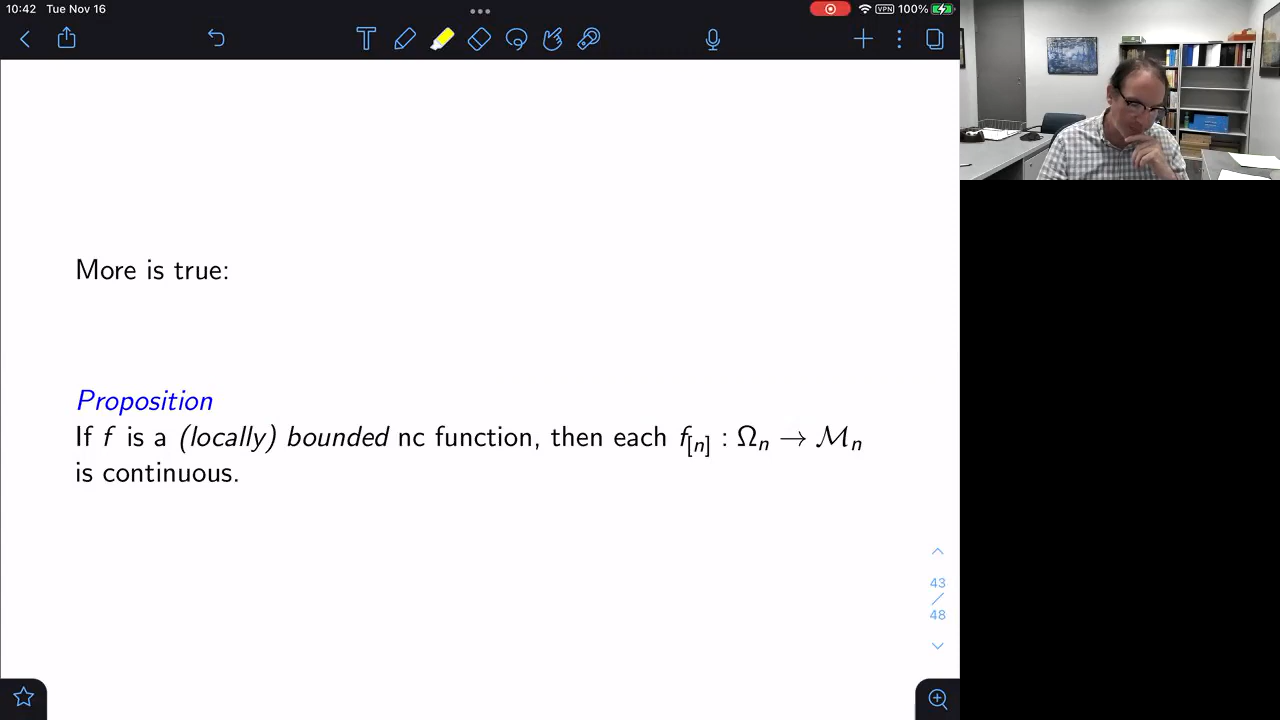 10:42 Tue Nov 16
VPN 100%
T
More is true:
Proposition
If f is a (locally) bounded nc function, then each f[n] : Ωn → ℳn
is continuous.
43
/
48